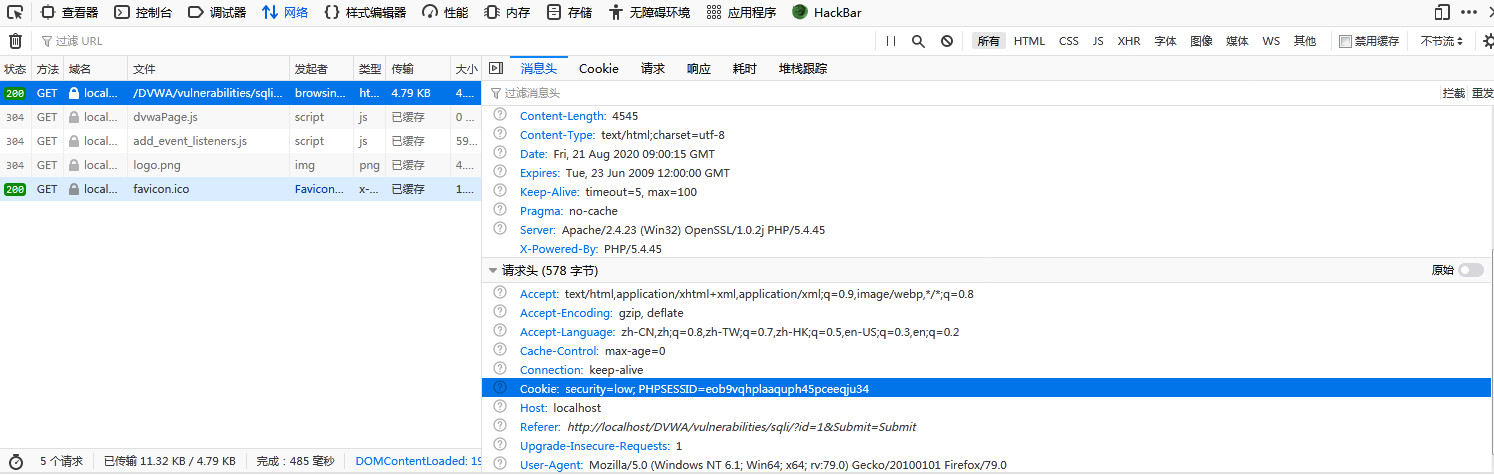 查看器 控制台 调试器 网络 样式编辑器 性能 内存 存储 无障碍环境 应用程序 HackBar
过滤 URL 所有 HTML CSS JS XHR 字体 图像 媒体 WS 其他 禁用缓存 不节流
状态 方法 域名 文件 发起者 类型 传输 大小
200 GET local... /DVWA/vulnerabilities/sqli... browsin... ht... 4.79 KB 4....
304 GET local... dvwaPage.js script js 已缓存 0 ...
304 GET local... add_event_listeners.js script js 已缓存 59...
304 GET local... logo.png img png 已缓存 4....
200 GET local... favicon.ico Favicon... x-... 已缓存 1....
5 个请求 已传输 11.32 KB / 4.79 KB 完成：485 毫秒 DOMContentLoaded: 19
消息头 Cookie 请求 响应 耗时 堆栈跟踪
过滤消息头 拦截 重发
Content-Length: 4545
Content-Type: text/html;charset=utf-8
Date: Fri, 21 Aug 2020 09:00:15 GMT
Expires: Tue, 23 Jun 2009 12:00:00 GMT
Keep-Alive: timeout=5, max=100
Pragma: no-cache
Server: Apache/2.4.23 (Win32) OpenSSL/1.0.2j PHP/5.4.45
X-Powered-By: PHP/5.4.45
请求头 (578 字节) 原始
Accept: text/html,application/xhtml+xml,application/xml;q=0.9,image/webp,*/*;q=0.8
Accept-Encoding: gzip, deflate
Accept-Language: zh-CN,zh;q=0.8,zh-TW;q=0.7,zh-HK;q=0.5,en-US;q=0.3,en;q=0.2
Cache-Control: max-age=0
Connection: keep-alive
Cookie: security=low; PHPSESSID=eob9vqhplaaquph45pceeqju34
Host: localhost
Referer: http://localhost/DVWA/vulnerabilities/sqli/?id=1&Submit=Submit
Upgrade-Insecure-Requests: 1
User-Agent: Mozilla/5.0 (Windows NT 6.1; Win64; x64; rv:79.0) Gecko/20100101 Firefox/79.0